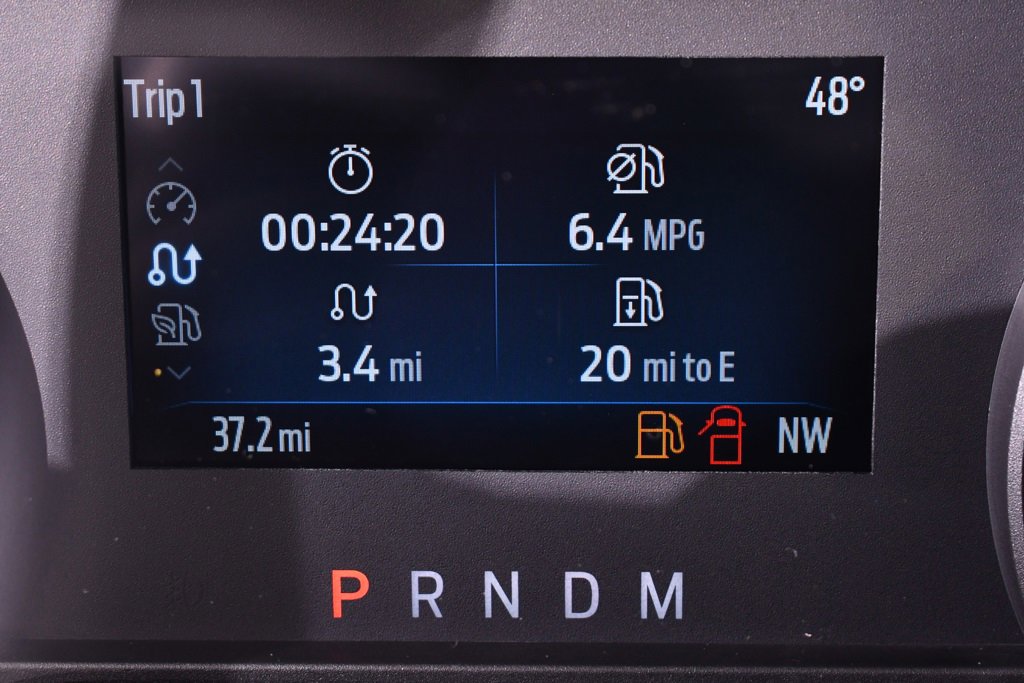 Trip 1 48°
00:24:20 6.4 MPG
3.4 mi 20 mi to E
37.2 mi NW
P R N D M